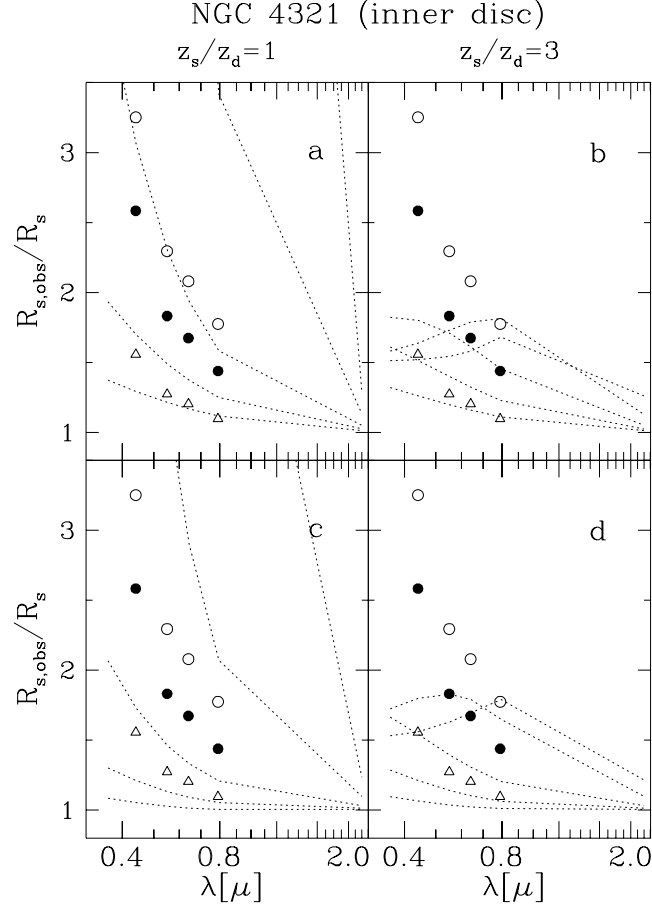 NGC 4321 (inner disc)
z_s/z_d=1
z_s/z_d=3
a
b
3
2
1
R_s,obs/R_s
c
d
3
2
1
R_s,obs/R_s
0.4 0.8 2.0
0.4 0.8 2.0
λ[μ]
λ[μ]